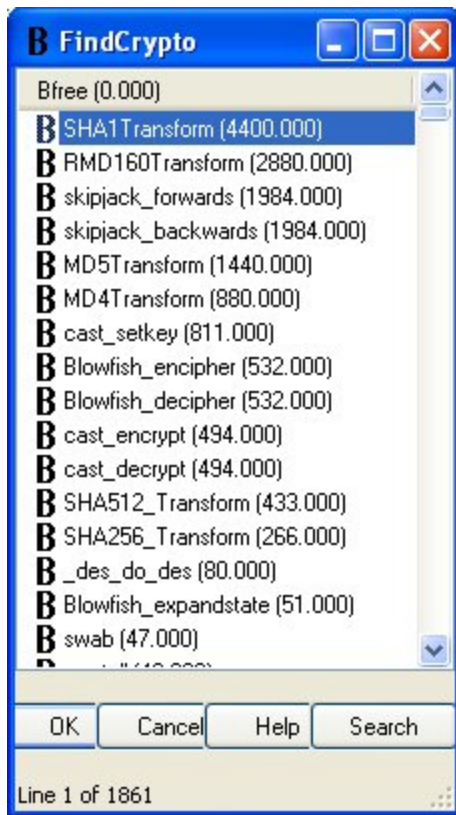 B FindCrypto
Bfree (0.000)
B SHA1Transform (4400.000)
B RMD160Transform (2880.000)
B skipjack_forwards (1984.000)
B skipjack_backwards (1984.000)
B MD5Transform (1440.000)
B MD4Transform (880.000)
B cast_setkey (811.000)
B Blowfish_encipher (532.000)
B Blowfish_decipher (532.000)
B cast_encrypt (494.000)
B cast_decrypt (494.000)
B SHA512_Transform (433.000)
B SHA256_Transform (266.000)
B _des_do_des (80.000)
B Blowfish_expandstate (51.000)
B swab (47.000)
OK Cancel Help Search
Line 1 of 1861